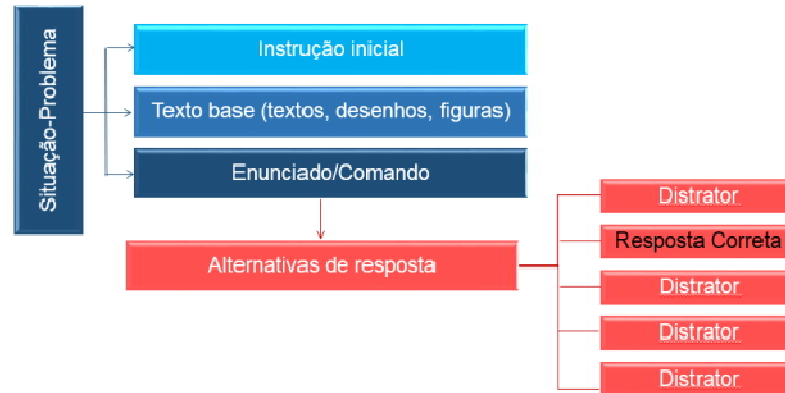 Situação-Problema
Instrução inicial
Texto base (textos, desenhos, figuras)
Enunciado/Comando
Alternativas de resposta
Distrator
Resposta Correta
Distrator
Distrator
Distrator